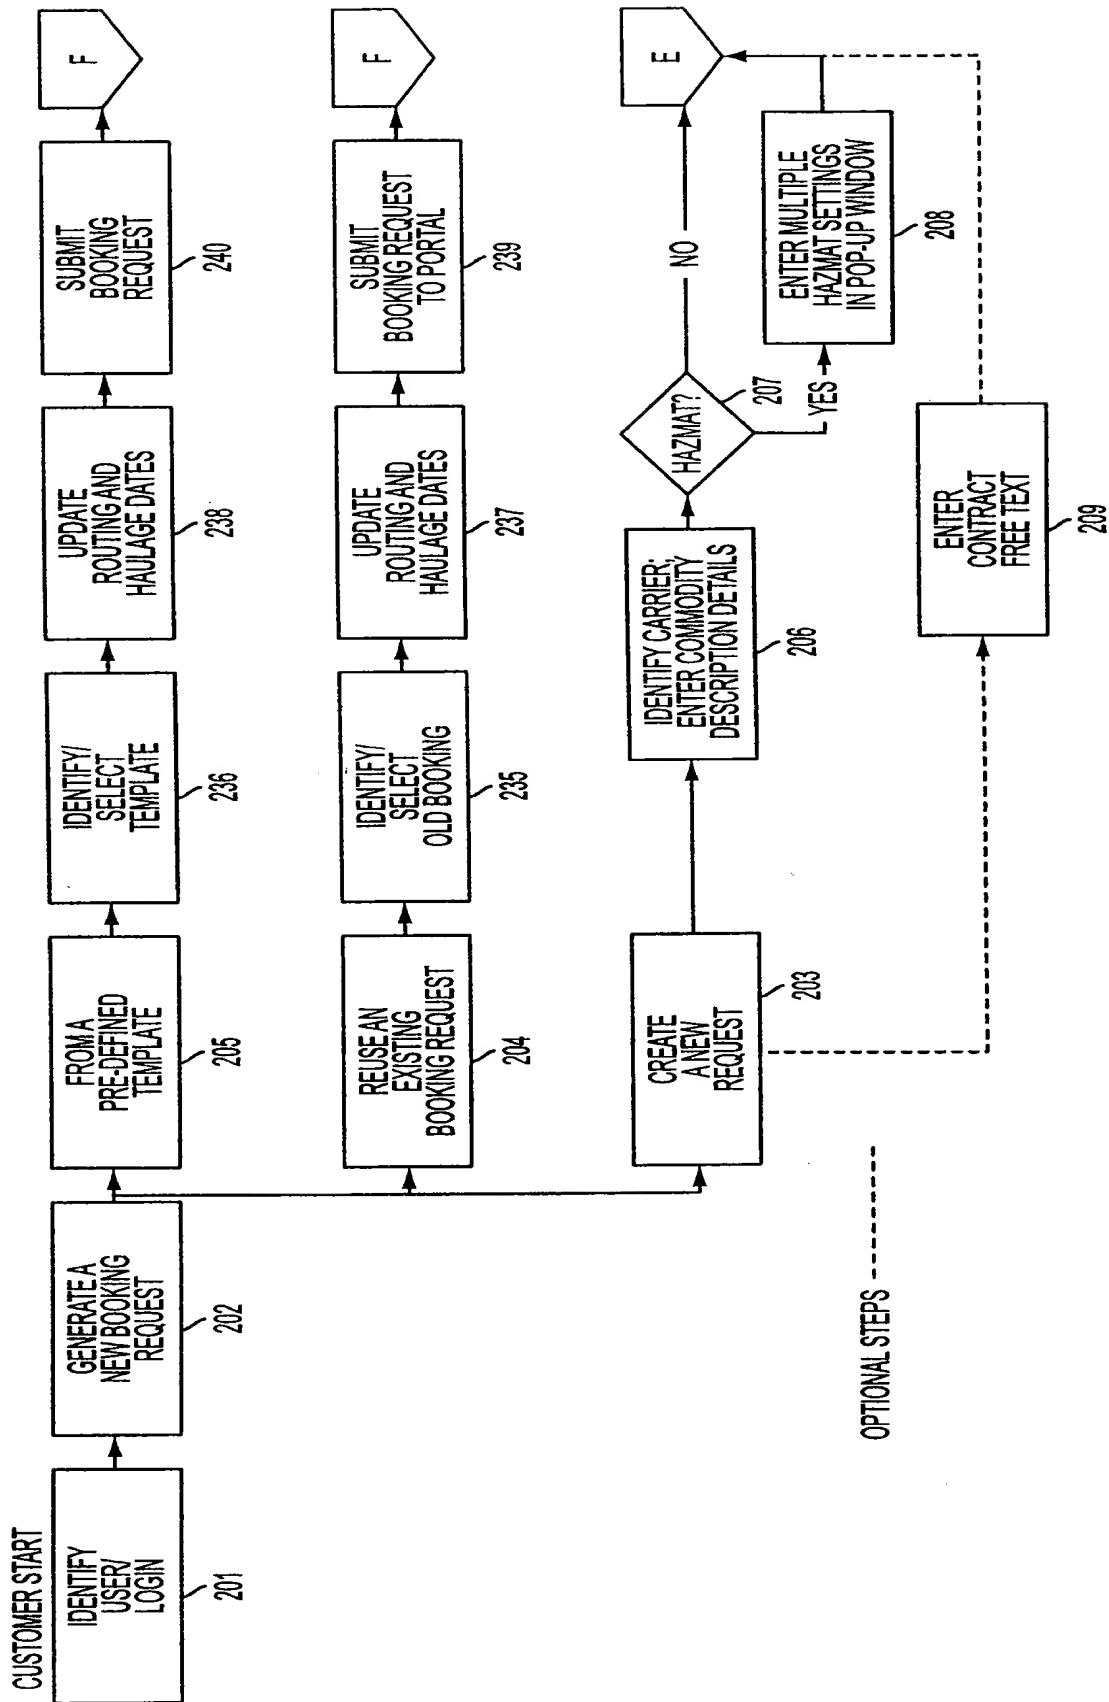 CUSTOMER START
IDENTIFY
USER/
LOGIN
201
GENERATE A
NEW BOOKING
REQUEST
202
FROM A
PRE-DEFINED
TEMPLATE
205
IDENTIFY/
SELECT
TEMPLATE
236
UPDATE
ROUTING AND
HAULAGE DATES
238
SUBMIT
BOOKING
REQUEST
240
F
REUSE AN
EXISTING
BOOKING REQUEST
204
IDENTIFY/
SELECT
OLD BOOKING
235
UPDATE
ROUTING AND
HAULAGE DATES
237
SUBMIT
BOOKING REQUEST
TO PORTAL
239
F
CREATE
A NEW
REQUEST
203
IDENTIFY CARRIER;
ENTER COMMODITY
DESCRIPTION DETAILS
206
HAZMAT?
207
NO
E
YES
ENTER MULTIPLE
HAZMAT SETTINGS
IN POP-UP WINDOW
208
ENTER
CONTRACT
FREE TEXT
209
OPTIONAL STEPS